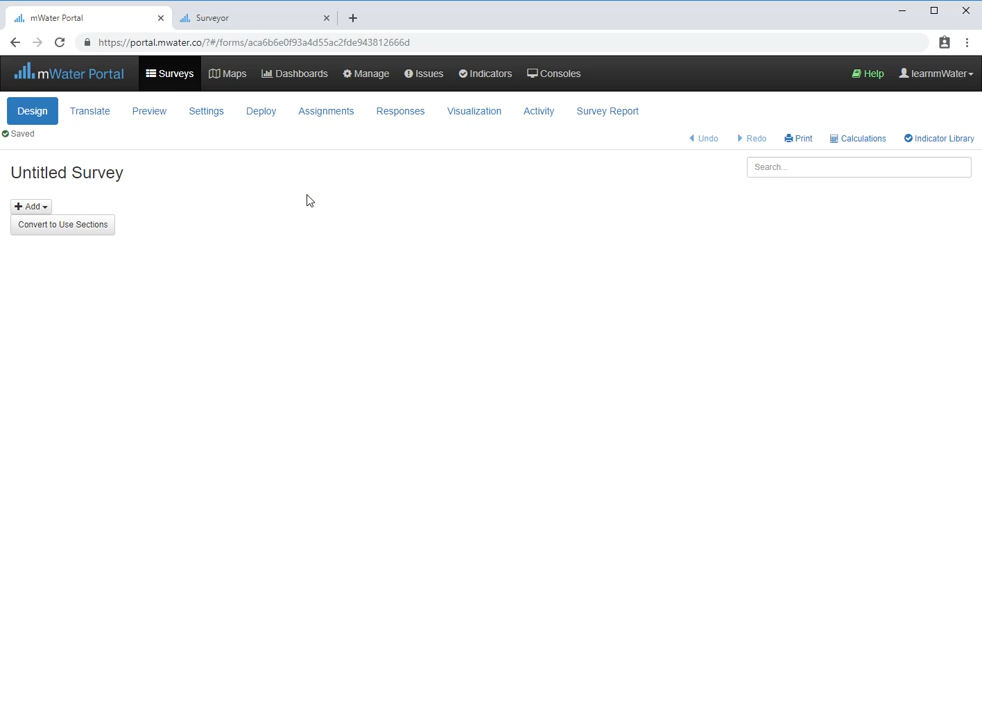 mWater Portal
Surveyor
https://portal.mwater.co/?#/forms/aca6b6e0f93a4d55ac2fde943812666d
mWater Portal Surveys Maps Dashboards Manage Issues Indicators Consoles Help learnmWater
Design Translate Preview Settings Deploy Assignments Responses Visualization Activity Survey Report
Saved
Undo Redo Print Calculations Indicator Library
Untitled Survey
Search...
Add
Convert to Use Sections